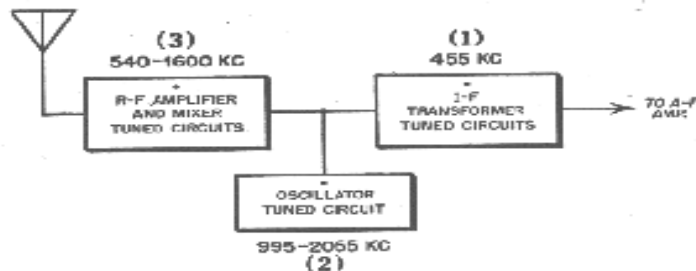 (3)
540-1600 KC
R-F AMPLIFIER
AND MIXER
TUNED CIRCUITS
(1)
455 KC
I-F
TRANSFORMER
TUNED CIRCUITS
TO A-F
AMP.
OSCILLATOR
TUNED CIRCUIT
995-2055 KC
(2)